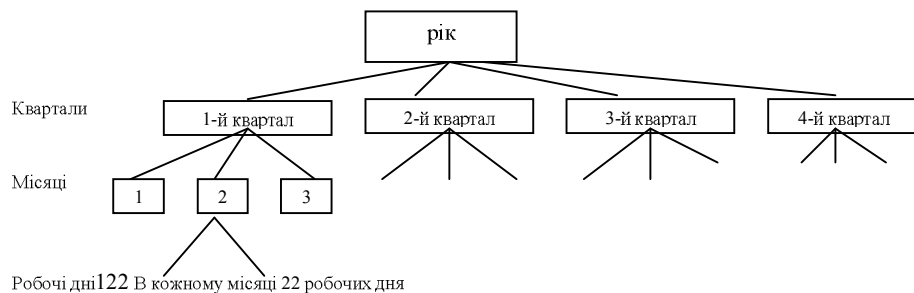 рік
Квартали
1-й квартал 2-й квартал 3-й квартал 4-й квартал
Місяці
1 2 3
Робочі дні122 В кожному місяці 22 робочих дня